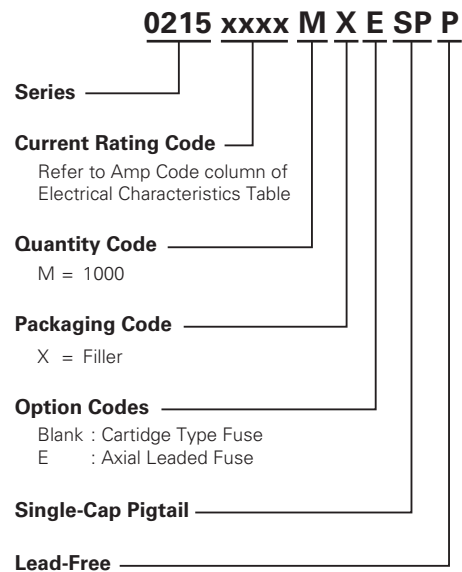 0215 xxxx M X E SP P
Series
Current Rating Code
Refer to Amp Code column of
Electrical Characteristics Table
Quantity Code
M = 1000
Packaging Code
X = Filler
Option Codes
Blank : Cartidge Type Fuse
E : Axial Leaded Fuse
Single-Cap Pigtail
Lead-Free